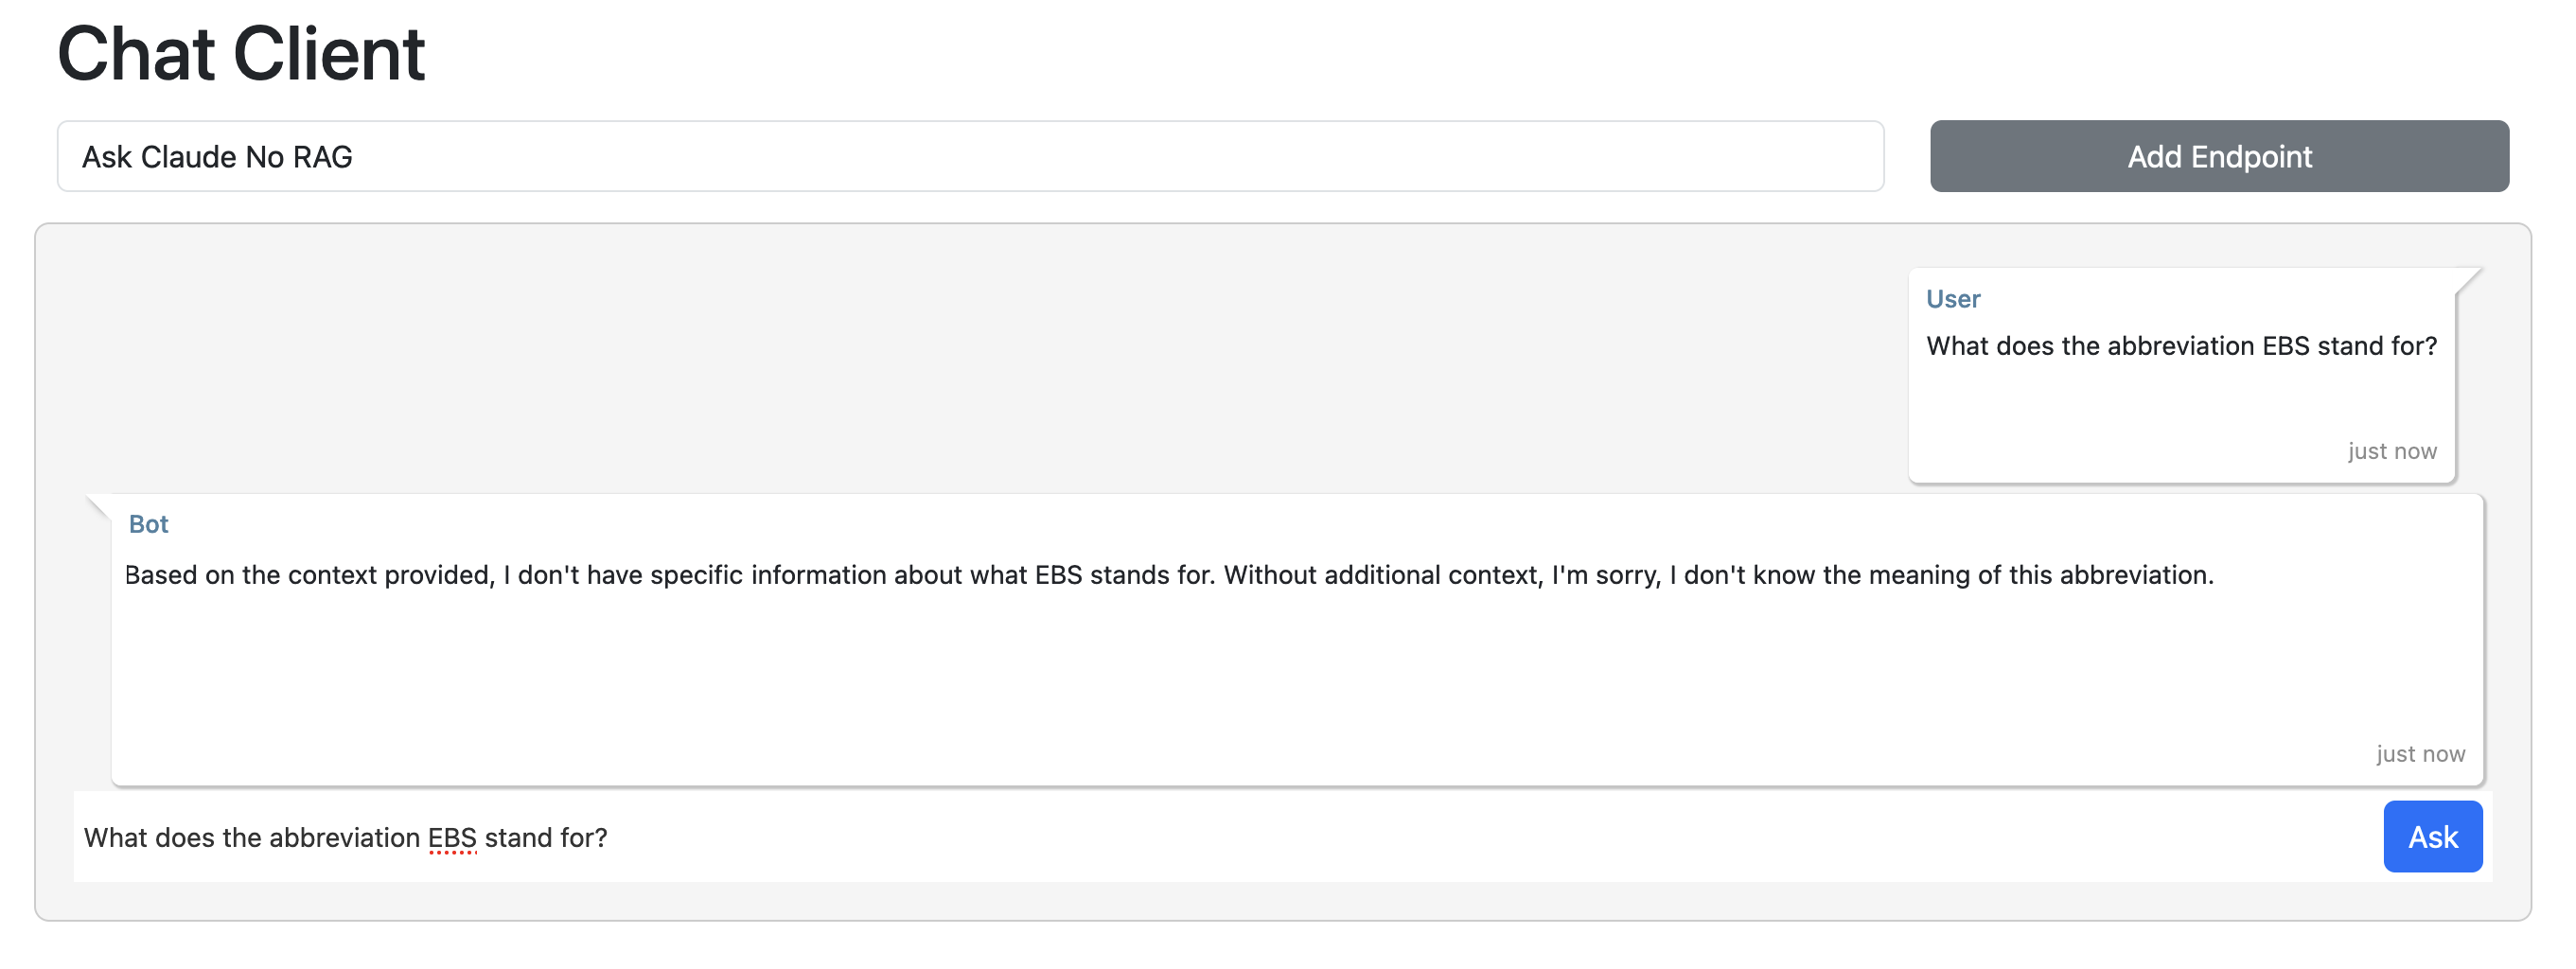 Chat Client
Ask Claude No RAG
Add Endpoint
User
What does the abbreviation EBS stand for?
just now
Bot
Based on the context provided, I don't have specific information about what EBS stands for. Without additional context, I'm sorry, I don't know the meaning of this abbreviation.
just now
What does the abbreviation EBS stand for?
Ask